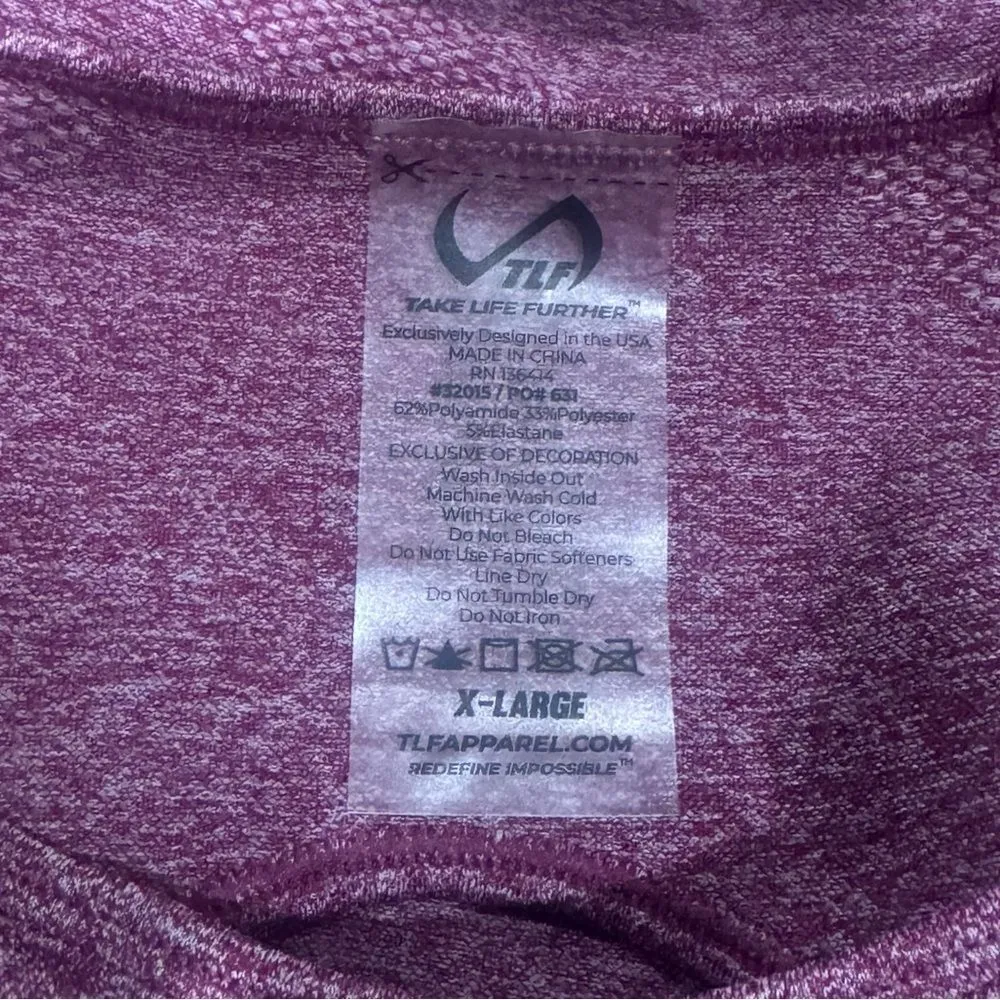 TLF
TAKE LIFE FURTHER™
Exclusively Designed in the USA
MADE IN CHINA
RN 136414
#32015 / PO# 631
62%Polyamide 33%Polyester
5%Elastane
EXCLUSIVE OF DECORATION
Wash Inside Out
Machine Wash Cold
With Like Colors
Do Not Bleach
Do Not Use Fabric Softeners
Line Dry
Do Not Tumble Dry
Do Not Iron
X-LARGE
TLFAPPAREL.COM
REDEFINE IMPOSSIBLE™